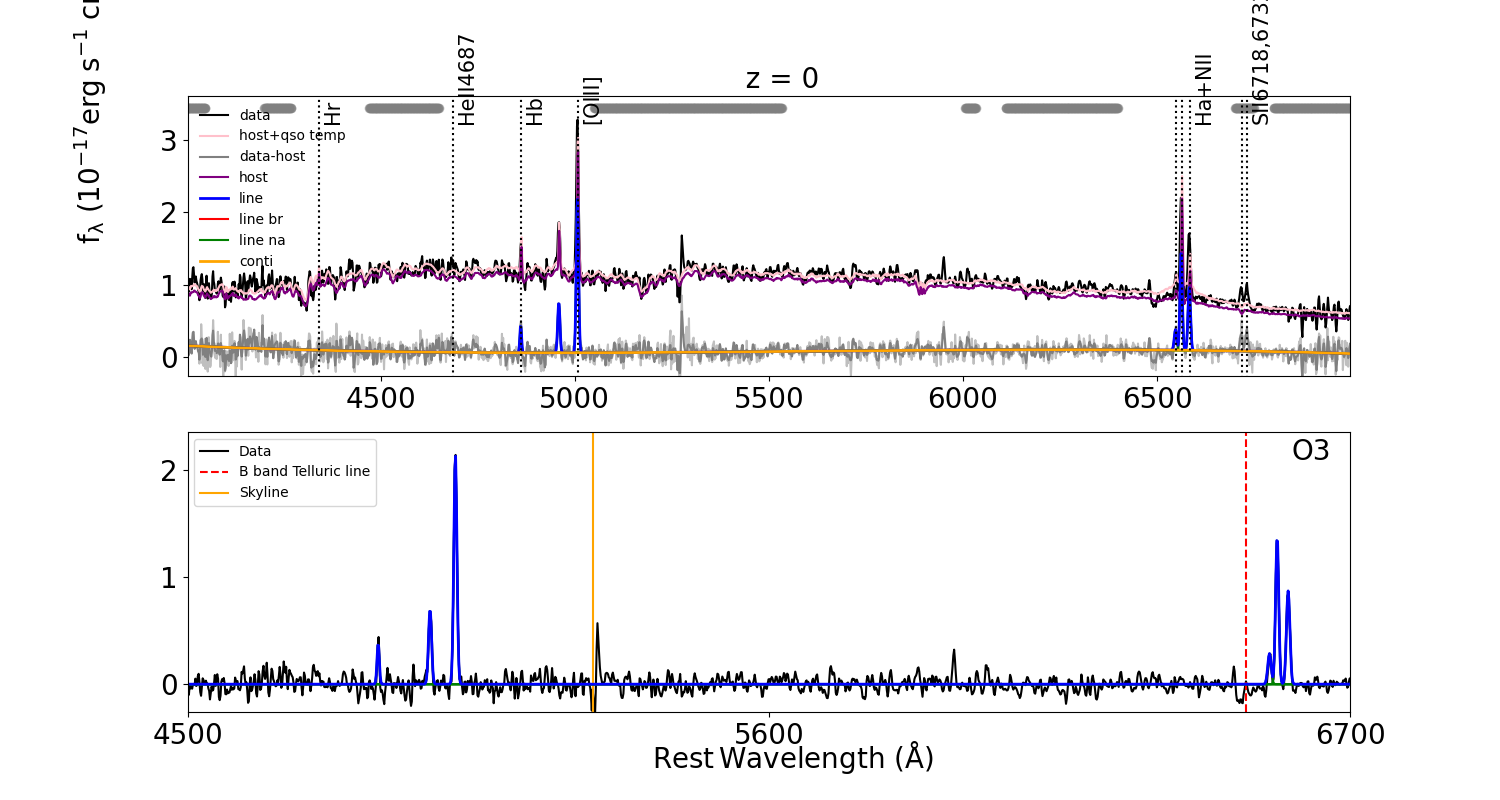 z = 0
f_λ (10^−17 erg s^−1
Hr
HeII4687
Hb
[OIII]
Ha+NII
SII6718,673
data
host+qso temp
data-host
host
line
line br
line na
conti
3
2
1
0
4500 5000 5500 6000 6500
O3
Data
B band Telluric line
Skyline
2
1
0
4500 5600 6700
Rest Wavelength (Å)